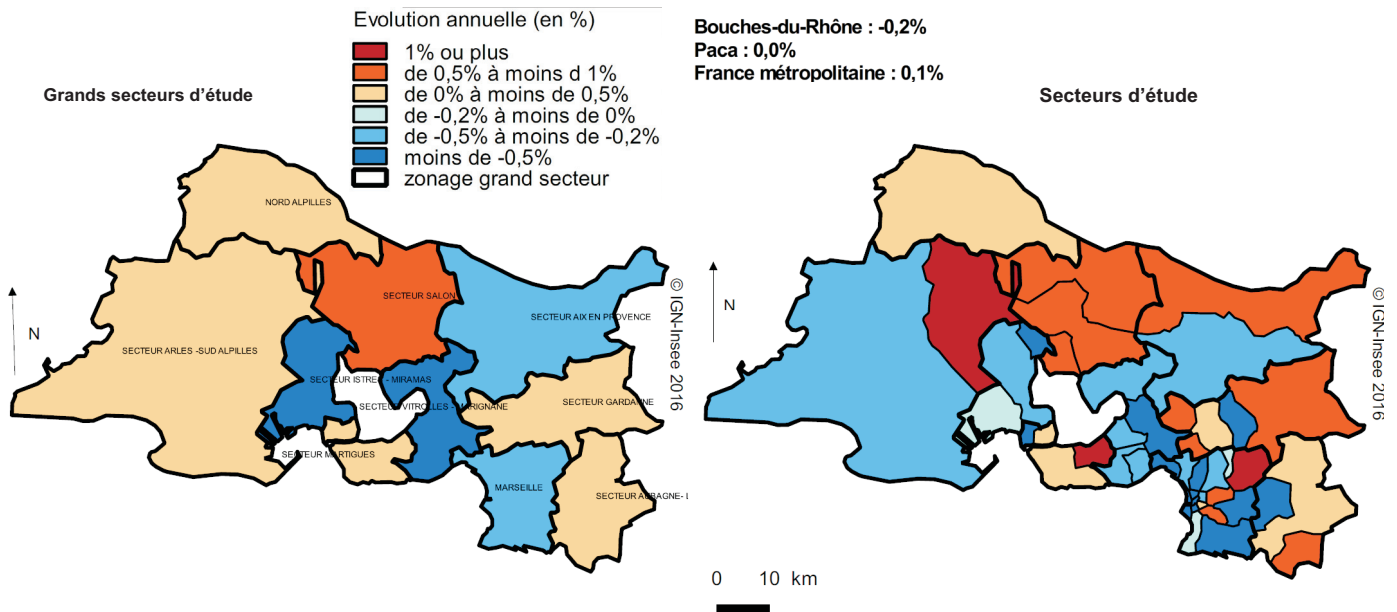 Evolution annuelle (en %)
1% ou plus
de 0,5% à moins d 1%
de 0% à moins de 0,5%
de -0,2% à moins de 0%
de -0,5% à moins de -0,2%
moins de -0,5%
zonage grand secteur
Bouches-du-Rhône : -0,2%
Paca : 0,0%
France métropolitaine : 0,1%
Grands secteurs d'étude
NORD ALPILLES
SECTEUR SALON
SECTEUR AIX EN PROVENCE
SECTEUR ARLES -SUD ALPILLES
SECTEUR ISTRE - MIRAMAS
SECTEUR VITROLLES - MARIGNANE
SECTEUR GARDANNE
SECTEUR MARTIGUES
MARSEILLE
SECTEUR AUBAGNE- L
N
© IGN-Insee 2016
Secteurs d'étude
N
© IGN-Insee 2016
0 10 km